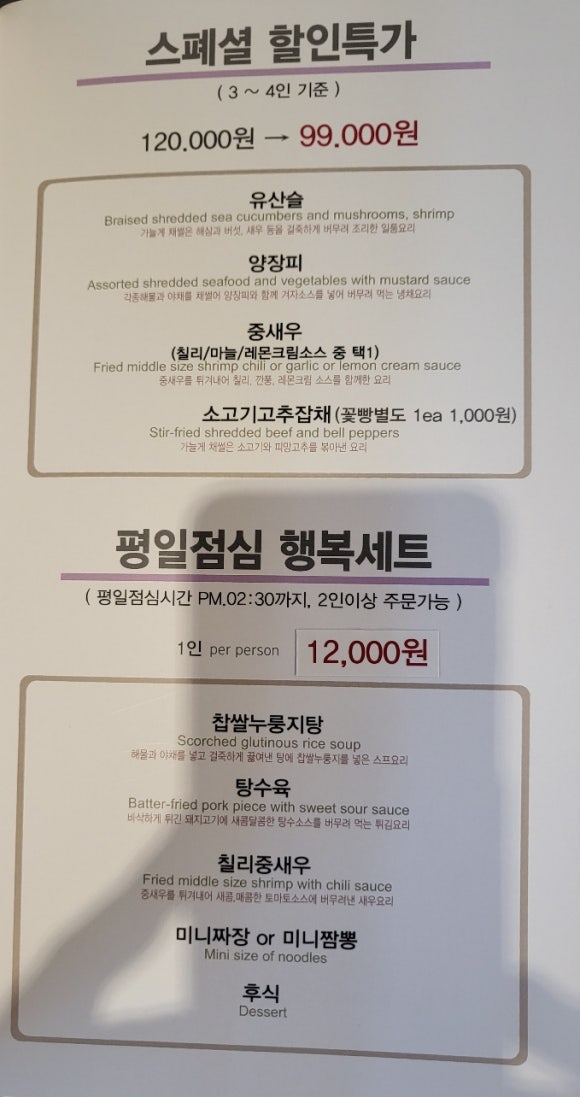 스페셜 할인특가
( 3 ~ 4인 기준 )
120.000원 → 99.000원
유산슬
Braised shredded sea cucumbers and mushrooms, shrimp
가늘게 채썰은 해삼과 버섯, 새우 등을 걸죽하게 버무려 조리한 일품요리
양장피
Assorted shredded seafood and vegetables with mustard sauce
각종해물과 야채를 채썰어 양장피와 함께 겨자소스를 넣어 버무려 먹는 냉채요리
중새우
(칠리/마늘/레몬크림소스 중 택1)
Fried middle size shrimp chili or garlic or lemon cream sauce
중새우를 튀겨내어 칠리, 깐풍, 레몬크림 소스를 함께한 요리
소고기고추잡채(꽃빵별도 1ea 1,000원)
Stir-fried shredded beef and bell peppers
가늘게 채썰은 소고기와 피망고추를 볶아낸 요리
평일점심 행복세트
( 평일점심시간 PM.02:30까지, 2인이상 주문가능 )
1인 per person 12,000원
찹쌀누룽지탕
Scorched glutinous rice soup
해물과 야채를 넣고 걸죽하게 끓여낸 탕에 찹쌀누룽지를 넣은 스프요리
탕수육
Batter-fried pork piece with sweet sour sauce
바삭하게 튀긴 돼지고기에 새콤달콤한 탕수소스를 버무려 먹는 튀김요리
칠리중새우
Fried middle size shrimp with chili sauce
중새우를 튀겨내어 새콤,매콤한 토마토소스에 버무려낸 새우요리
미니짜장 or 미니짬뽕
Mini size of noodles
후식
Dessert